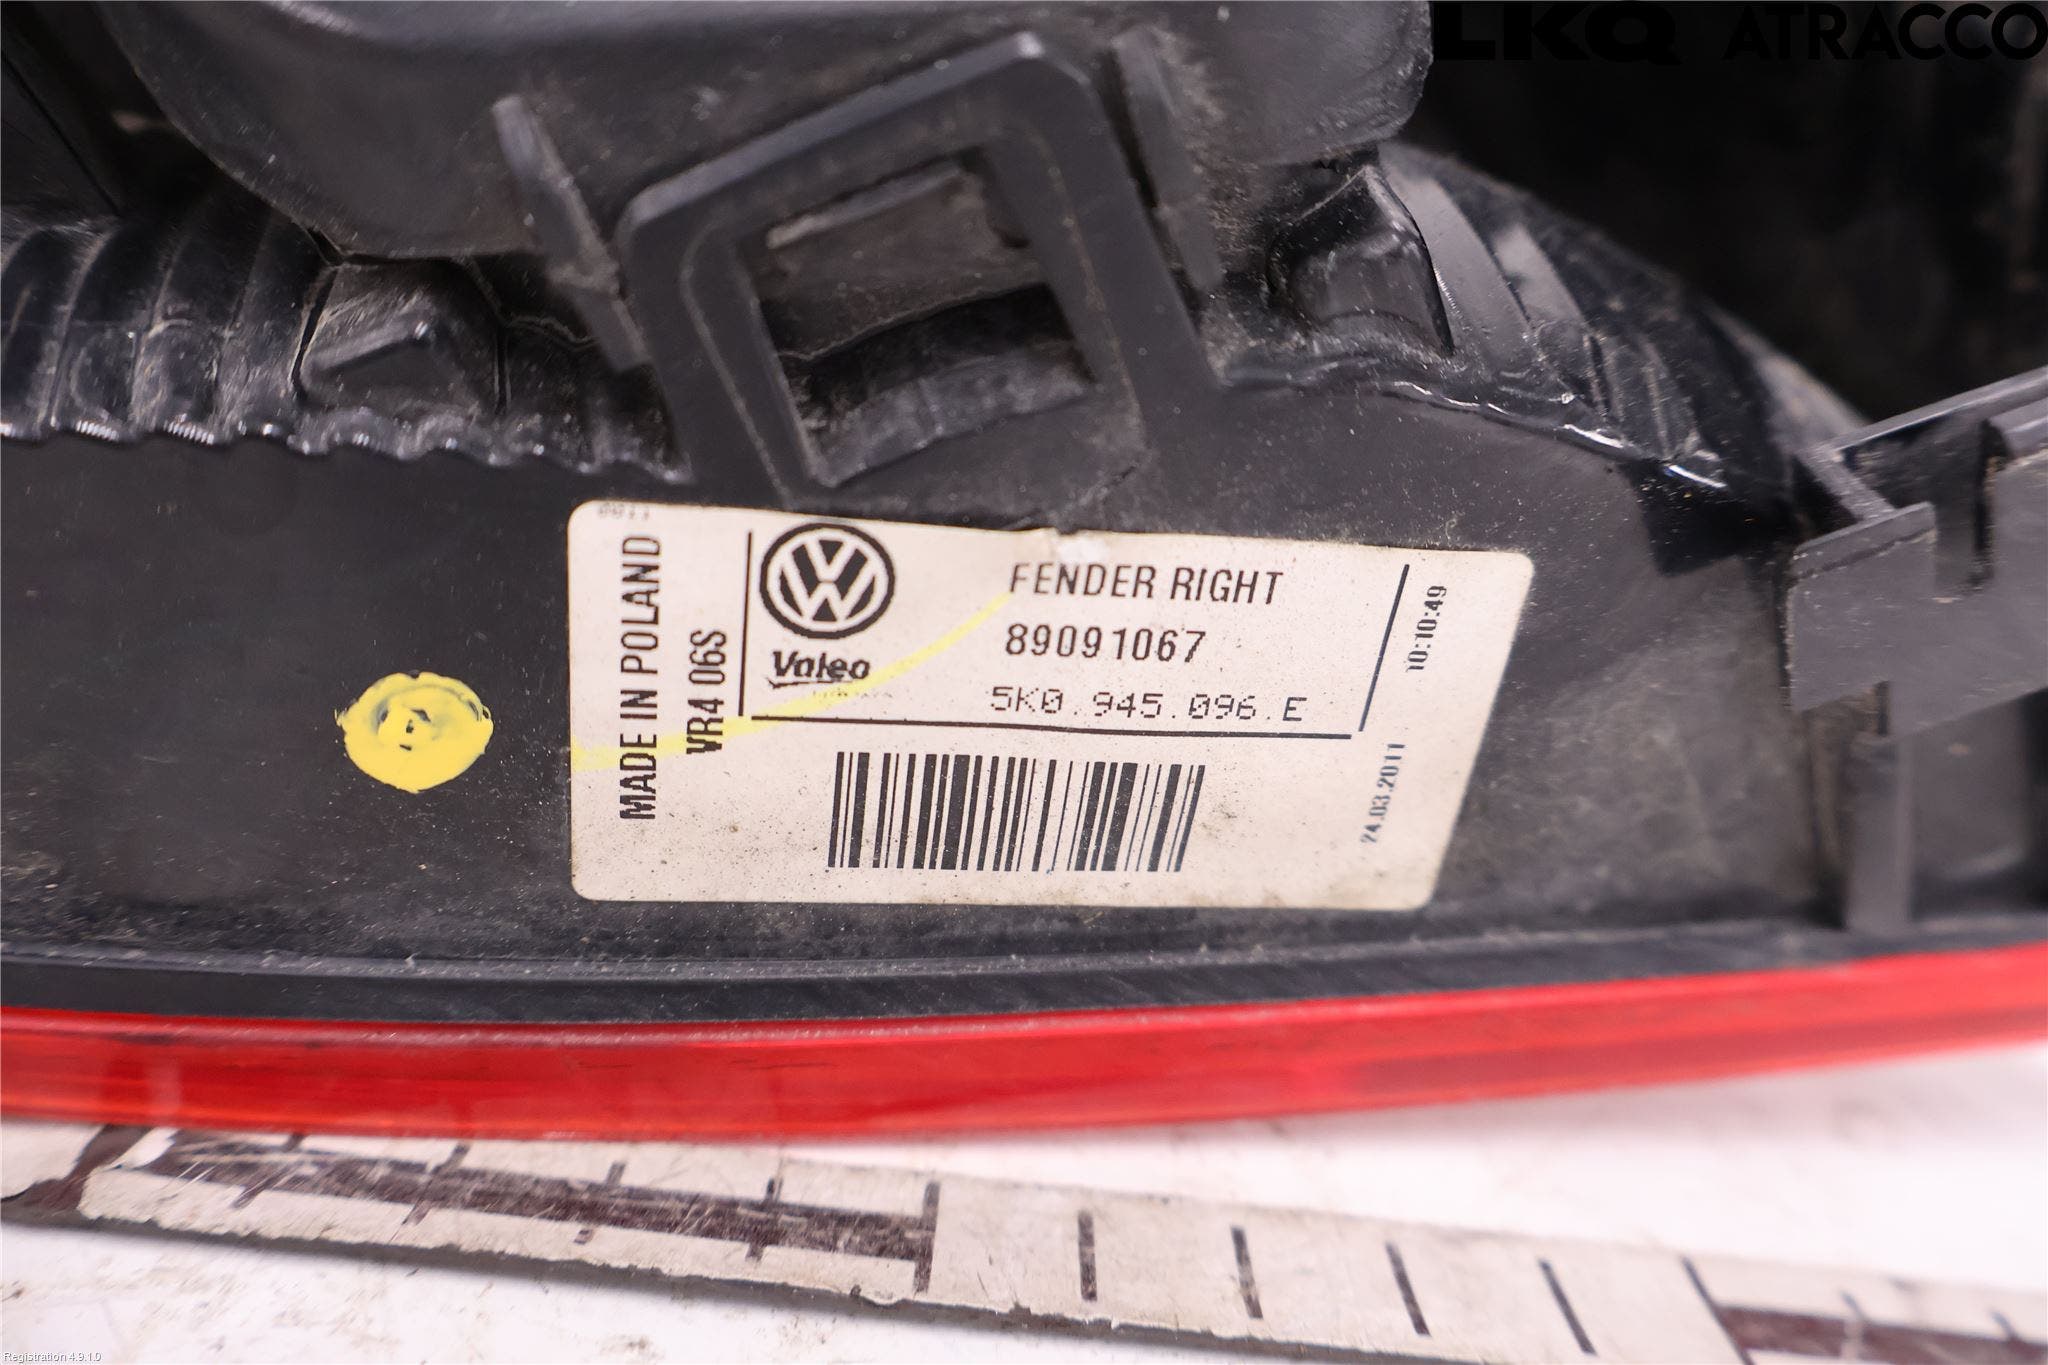 LKQ ATRACCO
MADE IN POLAND
VR4 06S
Valeo
FENDER RIGHT
89091067
5K0.945.096.E
10:10:49
24.03.2011
Registration 4.9.1.0